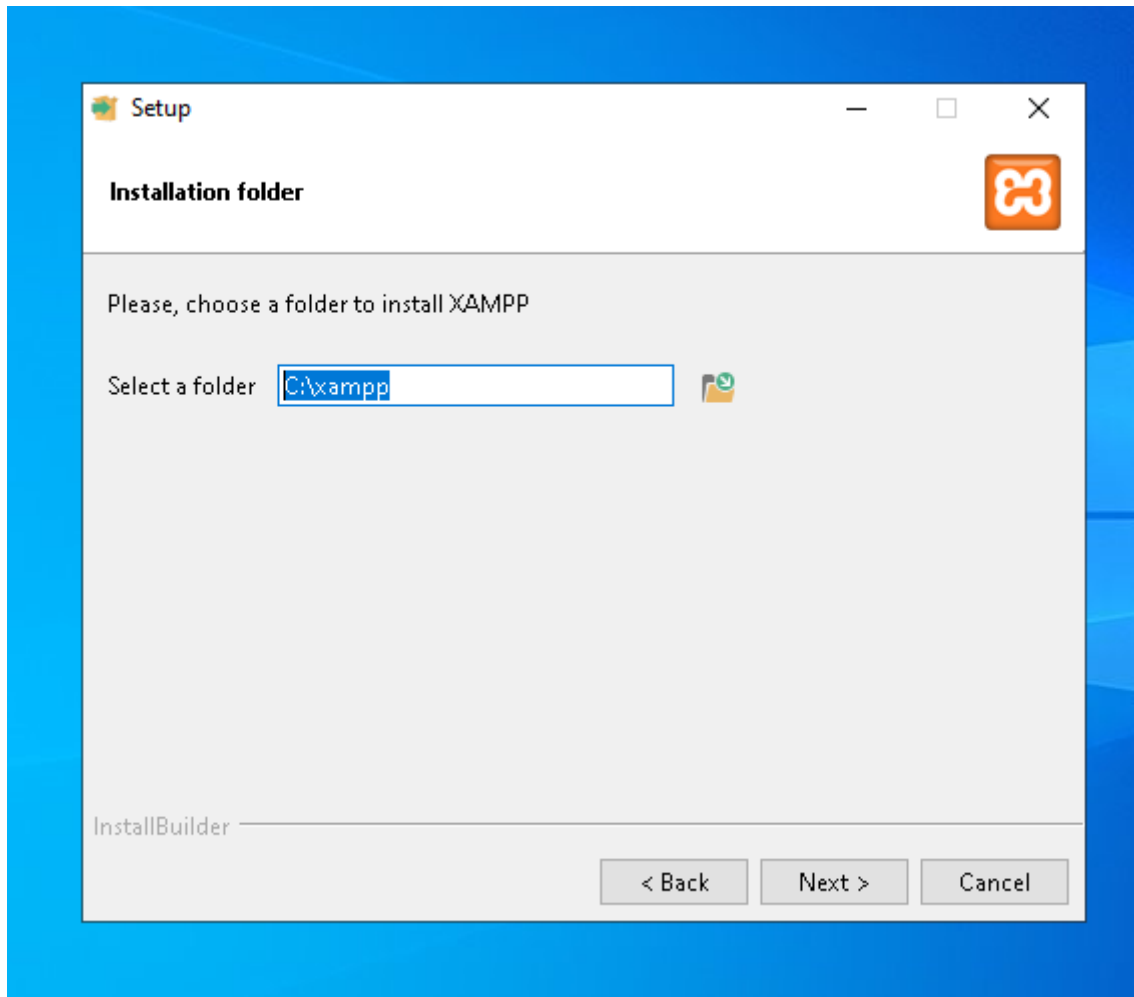 Setup
Installation folder
Please, choose a folder to install XAMPP
Select a folder C:\xampp
InstallBuilder
< Back Next > Cancel